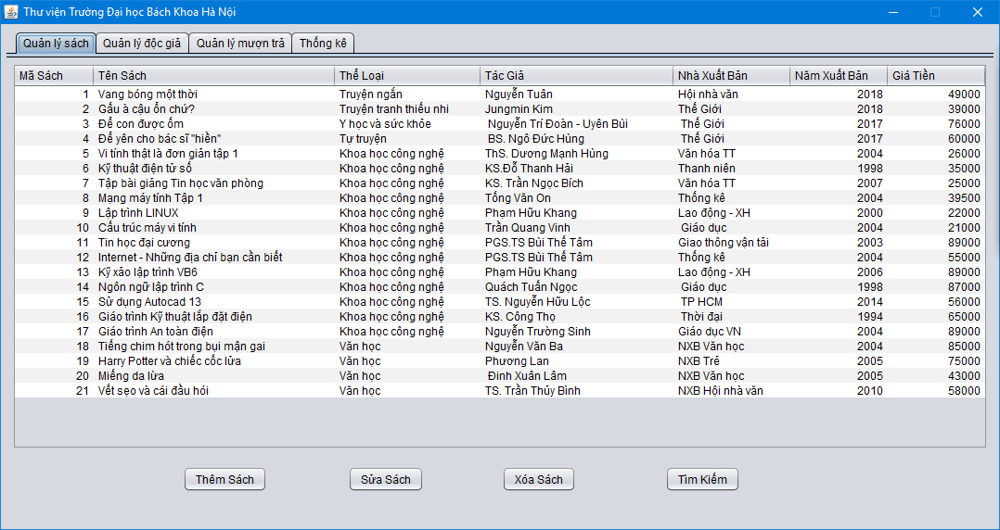 Thư viện Trường Đại học Bách Khoa Hà Nội
Quản lý sách Quản lý độc giả Quản lý mượn trả Thống kê
Mã Sách Tên Sách Thể Loại Tác Giả Nhà Xuất Bản Năm Xuất Bản Giá Tiền
1 Vang bóng một thời Truyện ngắn Nguyễn Tuân Hội nhà văn 2018 49000
2 Gấu à cậu ổn chứ? Truyện tranh thiếu nhi Jungmin Kim Thế Giới 2018 39000
3 Để con được ốm Y học và sức khỏe Nguyễn Trí Đoàn - Uyên Bùi Thế Giới 2017 76000
4 Để yên cho bác sĩ "hiền" Tự truyện BS. Ngô Đức Hùng Thế Giới 2017 60000
5 Vi tính thật là đơn giản tập 1 Khoa học công nghệ ThS. Dương Mạnh Hùng Văn hóa TT 2004 26000
6 Kỹ thuật điện tử số Khoa học công nghệ KS.Đỗ Thanh Hải Thanh niên 1998 35000
7 Tập bài giảng Tin học văn phòng Khoa học công nghệ KS. Trần Ngọc Bích Văn hóa TT 2007 25000
8 Mạng máy tính Tập 1 Khoa học công nghệ Tống Văn On Thống kê 2004 39500
9 Lập trình LINUX Khoa học công nghệ Phạm Hữu Khang Lao động - XH 2000 22000
10 Cấu trúc máy vi tính Khoa học công nghệ Trần Quang Vinh Giáo dục 2004 21000
11 Tin học đại cương Khoa học công nghệ PGS.TS Bùi Thế Tâm Giao thông vận tải 2003 89000
12 Internet - Những địa chỉ bạn cần biết Khoa học công nghệ PGS.TS Bùi Thế Tâm Thống kê 2004 55000
13 Kỹ xảo lập trình VB6 Khoa học công nghệ Phạm Hữu Khang Lao động - XH 2006 89000
14 Ngôn ngữ lập trình C Khoa học công nghệ Quách Tuấn Ngọc Giáo dục 1998 87000
15 Sử dụng Autocad 13 Khoa học công nghệ TS. Nguyễn Hữu Lộc TP HCM 2014 56000
16 Giáo trình Kỹ thuật lắp đặt điện Khoa học công nghệ KS. Công Thọ Thời đại 1994 65000
17 Giáo trình An toàn điện Khoa học công nghệ Nguyễn Trường Sinh Giáo dục VN 2004 89000
18 Tiếng chim hót trong bụi mận gai Văn học Nguyễn Văn Ba NXB Văn học 2004 85000
19 Harry Potter và chiếc cốc lửa Văn học Phương Lan NXB Trẻ 2005 75000
20 Miếng da lừa Văn học Đinh Xuân Lâm NXB Văn học 2005 43000
21 Vết sẹo và cái đầu hói Văn học TS. Trần Thủy Bình NXB Hội nhà văn 2010 58000
Thêm Sách Sửa Sách Xóa Sách Tìm Kiếm